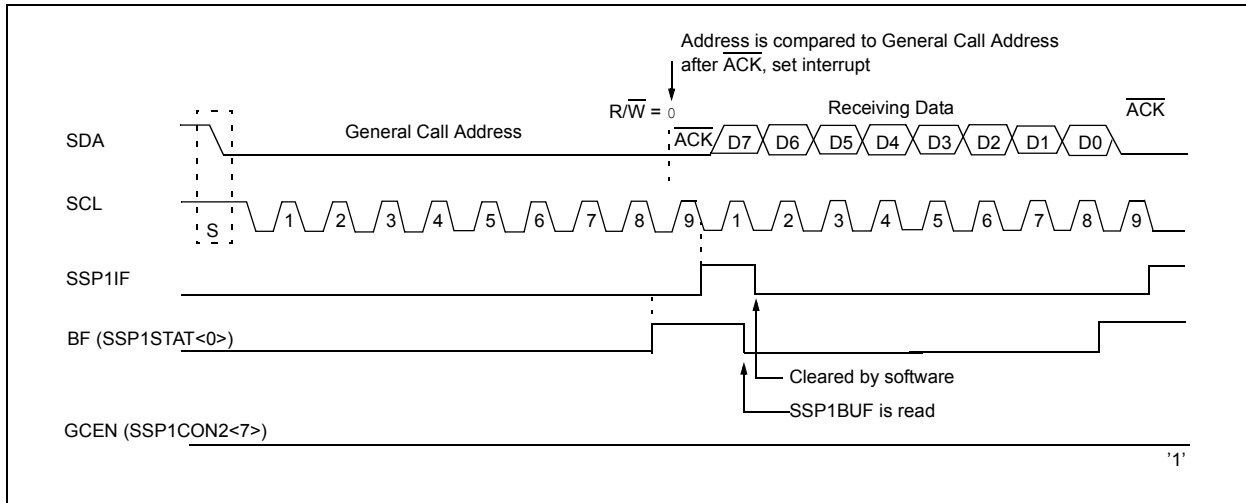 Address is compared to General Call Address
after ACK, set interrupt
R/W = 0
Receiving Data
ACK
SDA
General Call Address
ACK
D7 D6 D5 D4 D3 D2 D1 D0
SCL
S
1 2 3 4 5 6 7 8 9 1 2 3 4 5 6 7 8 9
SSP1IF
BF (SSP1STAT<0>)
Cleared by software
SSP1BUF is read
GCEN (SSP1CON2<7>)
'1'